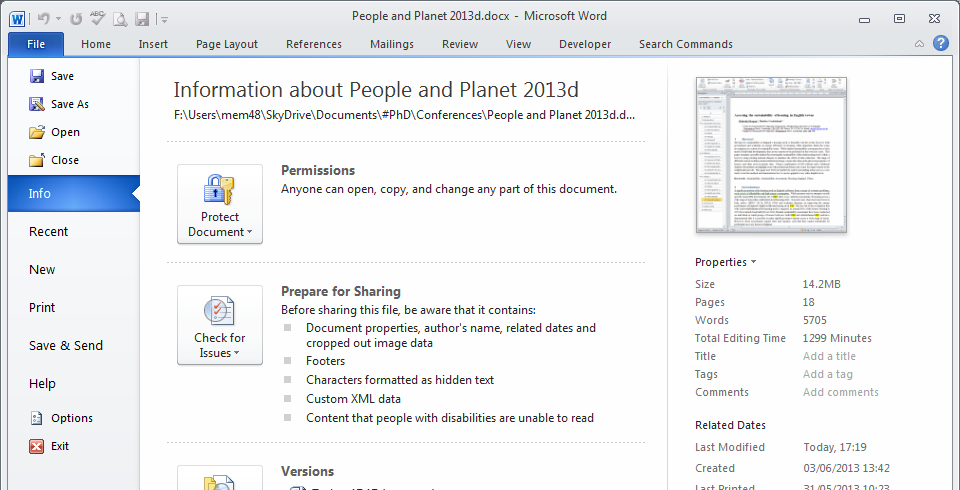 People and Planet 2013d.docx - Microsoft Word
File Home Insert Page Layout References Mailings Review View Developer Search Commands
Save
Save As
Open
Close
Info
Recent
New
Print
Save & Send
Help
Options
Exit
Information about People and Planet 2013d
F:\Users\mem48\SkyDrive\Documents\#PhD\Conferences\People and Planet 2013d.d...
Protect
Document
Permissions
Anyone can open, copy, and change any part of this document.
Check for
Issues
Prepare for Sharing
Before sharing this file, be aware that it contains:
Document properties, author's name, related dates and
cropped out image data
Footers
Characters formatted as hidden text
Custom XML data
Content that people with disabilities are unable to read
Versions
Properties
Size 14.2MB
Pages 18
Words 5705
Total Editing Time 1299 Minutes
Title Add a title
Tags Add a tag
Comments Add comments
Related Dates
Last Modified Today, 17:19
Created 03/06/2013 13:42
Last Printed 31/05/2013 10:23